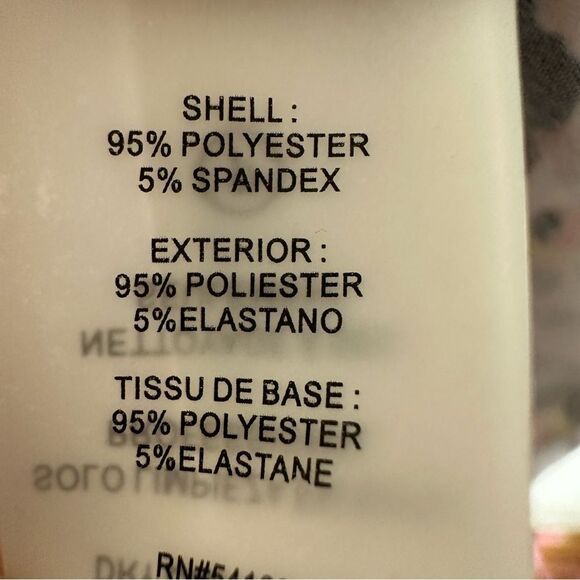 SHELL :
95% POLYESTER
5% SPANDEX
EXTERIOR :
95% POLIESTER
5%ELASTANO
TISSU DE BASE :
95% POLYESTER
5%ELASTANE